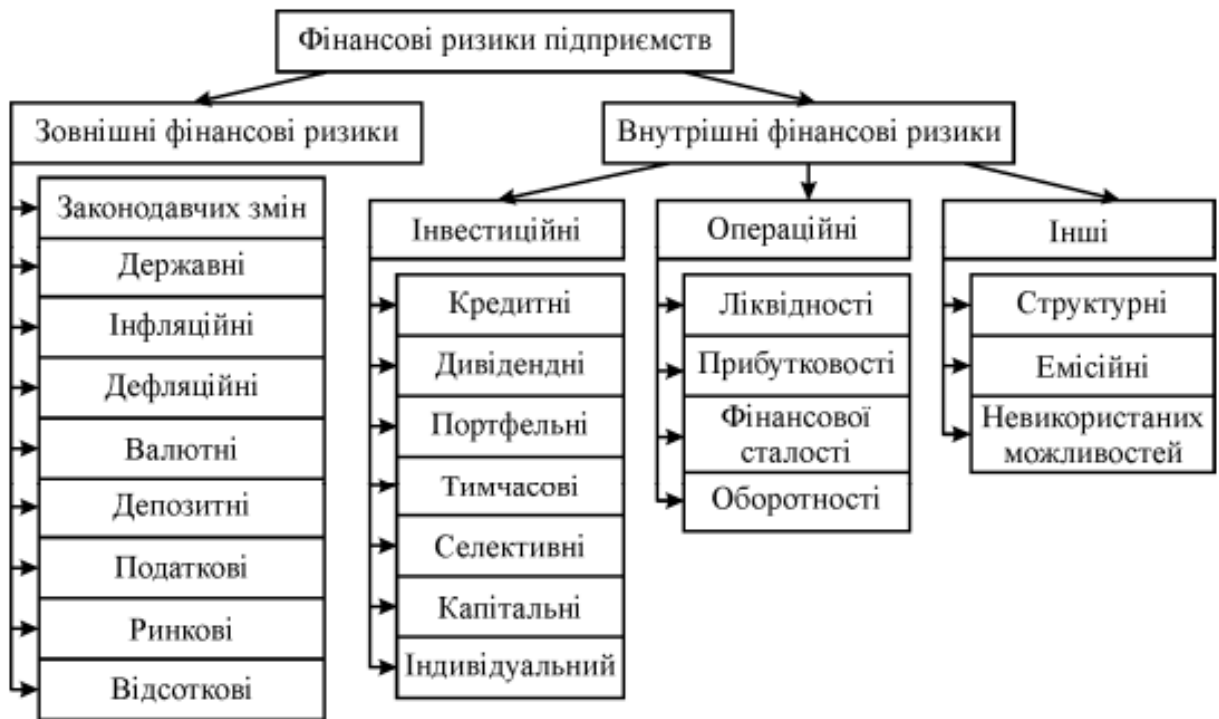 Фінансові ризики підприємств
Зовнішні фінансові ризики
Внутрішні фінансові ризики
Законодавчих змін
Державні
Інфляційні
Дефляційні
Валютні
Депозитні
Податкові
Ринкові
Відсоткові
Інвестиційні
Кредитні
Дивідендні
Портфельні
Тимчасові
Селективні
Капітальні
Індивідуальний
Операційні
Ліквідності
Прибутковості
Фінансової
сталості
Оборотності
Інші
Структурні
Емісійні
Невикористаних
можливостей